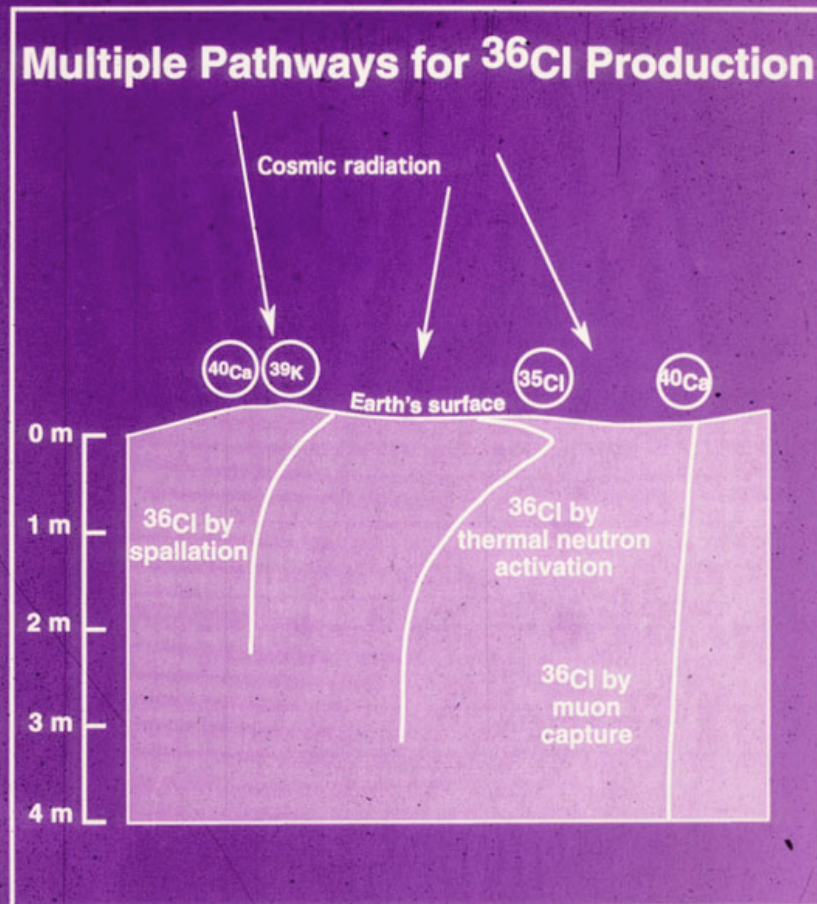 Multiple Pathways for ³⁶Cl Production
Cosmic radiation
⁴⁰Ca
³⁹K
³⁵Cl
⁴⁰Ca
Earth's surface
0 m
1 m
2 m
3 m
4 m
³⁶Cl by
spallation
³⁶Cl by
thermal neutron
activation
³⁶Cl by
muon
capture